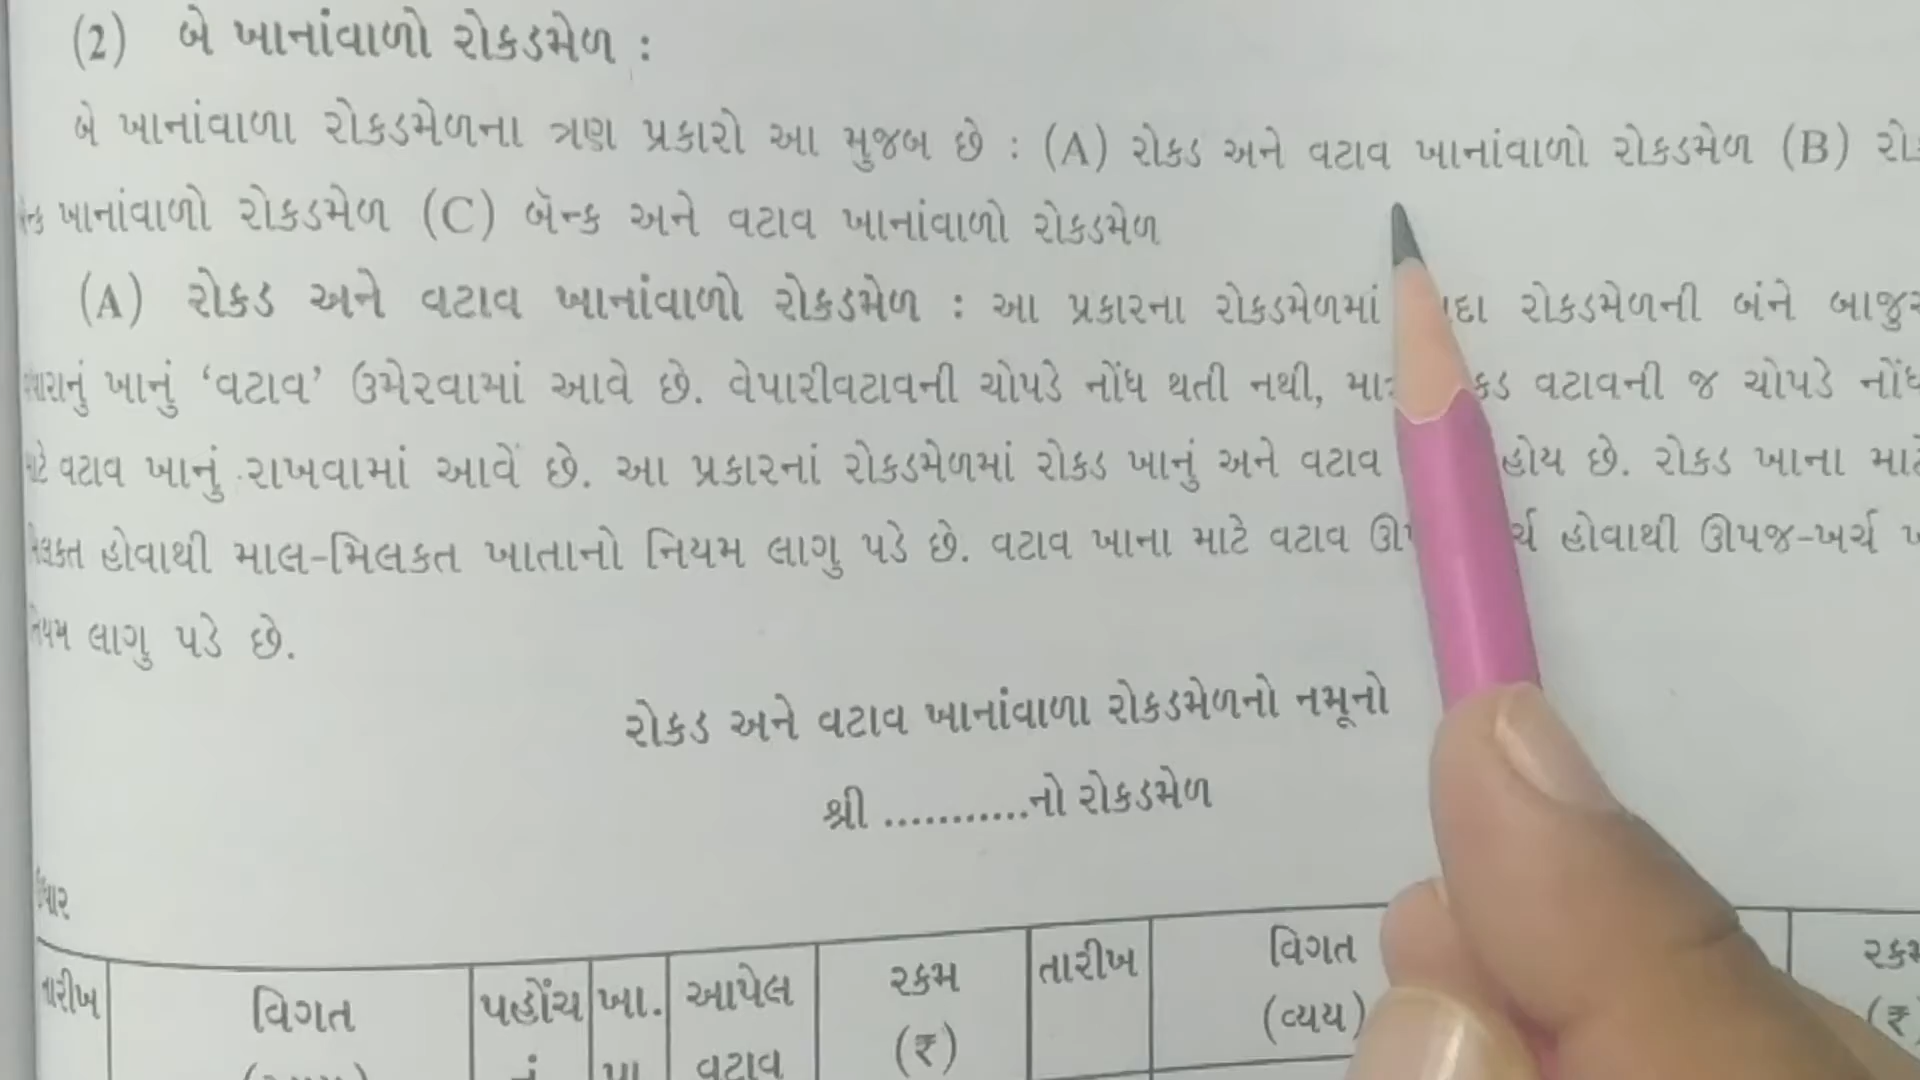 (2) બે ખાનાંવાળો રોકડમેળ :
બે ખાનાંવાળા રોકડમેળના ત્રણ પ્રકારો આ મુજબ છે : (A) રોકડ અને વટાવ ખાનાંવાળો રોકડમેળ (B)
ખાનાંવાળો રોકડમેળ (C) બૅન્ક અને વટાવ ખાનાંવાળો રોકડમેળ
(A) રોકડ અને વટાવ ખાનાંવાળો રોકડમેળ : આ પ્રકારના રોકડમેળમાં રોકડમેળની બંને
ખાનું ‘વટાવ’ ઉમેરવામાં આવે છે. વેપારીવટાવની ચોપડે નોંધ થતી નથી, વટાવની જ ચોપડે
વટાવ ખાનું રાખવામાં આવે છે. આ પ્રકારનાં રોકડમેળમાં રોકડ ખાનું અને વટાવ હોય છે. રોકડ ખાના
હોવાથી માલ-મિલકત ખાતાનો નિયમ લાગુ પડે છે. વટાવ ખાના માટે વટાવ હોવાથી ઊપજ-ખર્ચ
લાગુ પડે છે.
રોકડ અને વટાવ ખાનાંવાળા રોકડમેળનો નમૂનો
શ્રી ...........નો રોકડમેળ
તારીખ વિગત પહોંચ ખા. આપેલ વટાવ રકમ (₹) તારીખ વિગત (વ્યય)